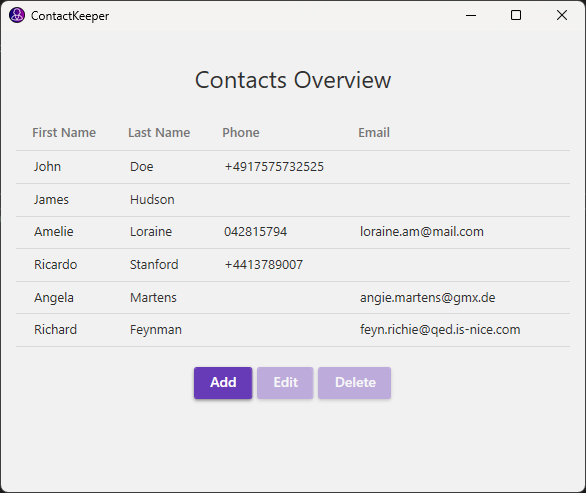 ContactKeeper
Contacts Overview
First Name Last Name Phone Email
John Doe +4917575732525
James Hudson
Amelie Loraine 042815794 loraine.am@mail.com
Ricardo Stanford +4413789007
Angela Martens angie.martens@gmx.de
Richard Feynman feyn.richie@qed.is-nice.com
Add Edit Delete